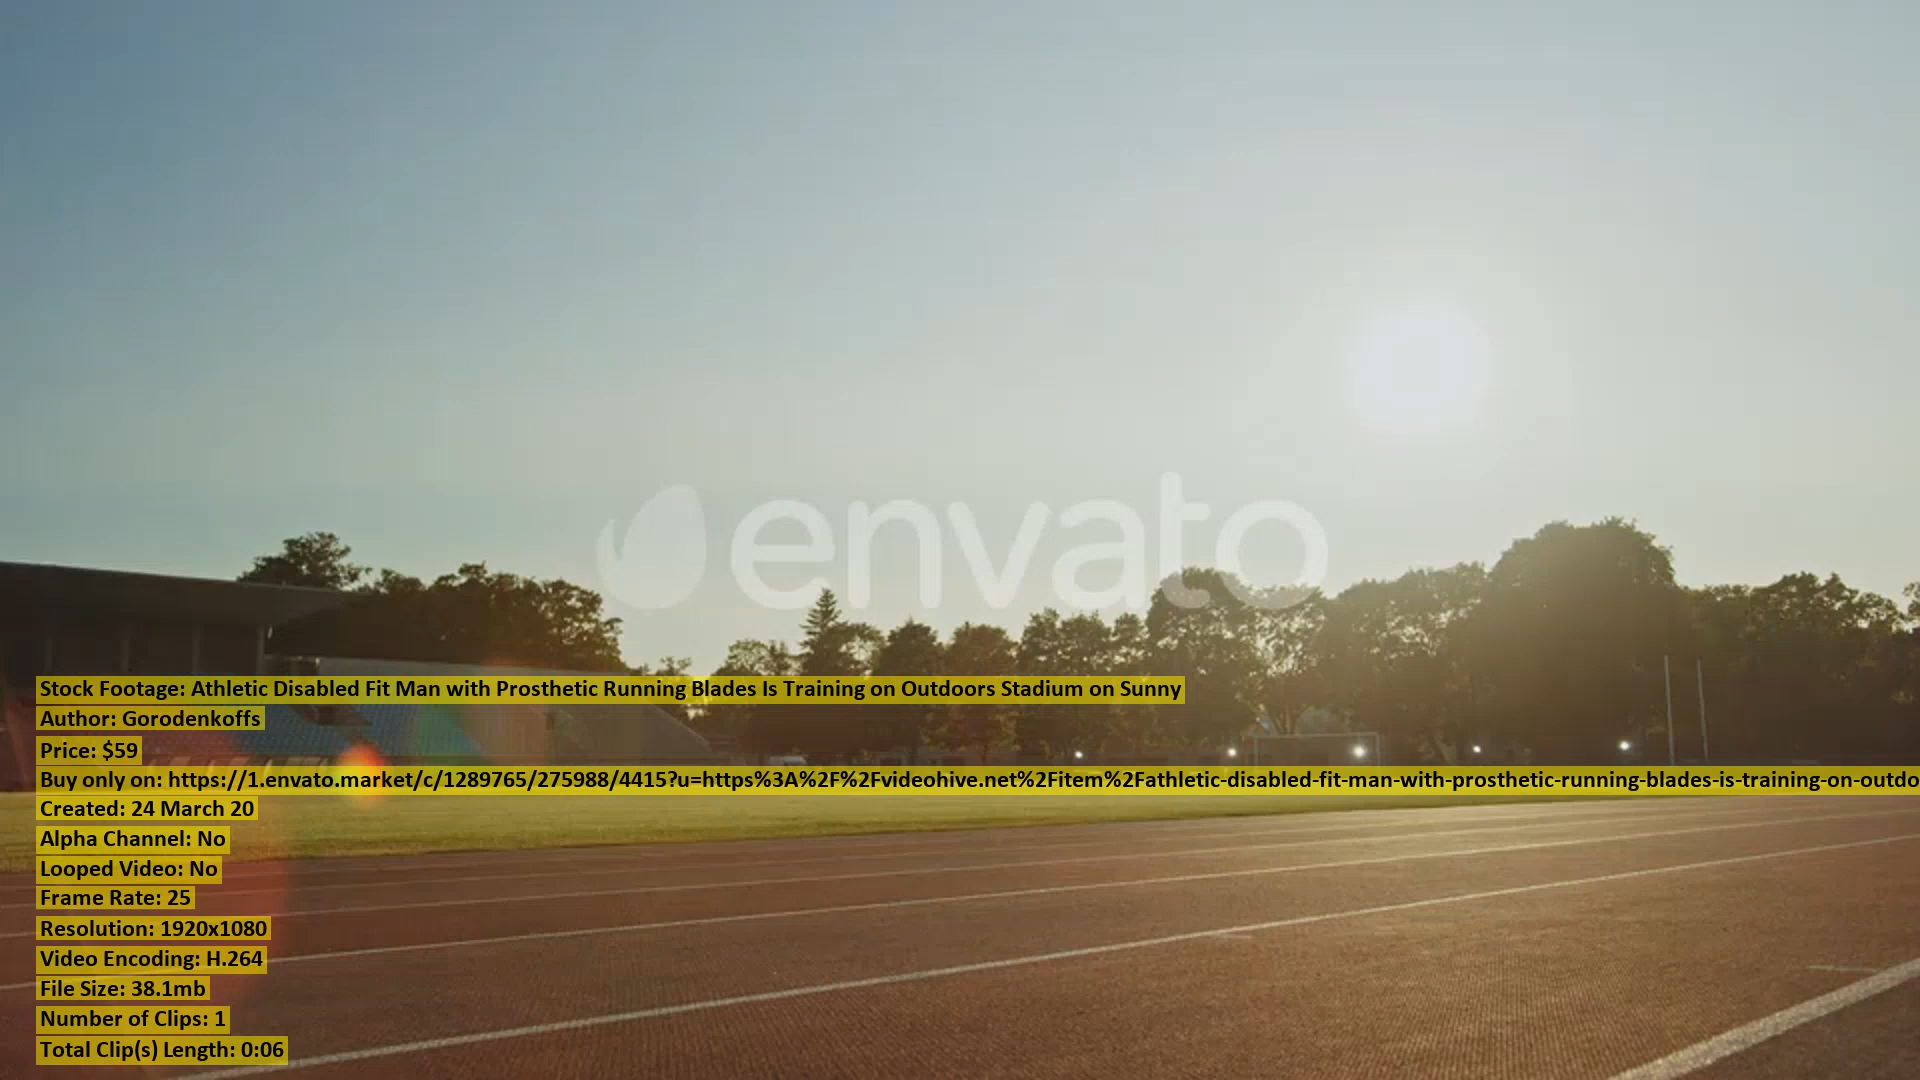 envato
Stock Footage: Athletic Disabled Fit Man with Prosthetic Running Blades Is Training on Outdoors Stadium on Sunny
Author: Gorodenkoffs
Price: $59
Buy only on: https://1.envato.market/c/1289765/275988/4415?u=https%3A%2F%2Fvideohive.net%2Fitem%2Fathletic-disabled-fit-man-with-prosthetic-running-blades-is-training-on-outdo
Created: 24 March 20
Alpha Channel: No
Looped Video: No
Frame Rate: 25
Resolution: 1920x1080
Video Encoding: H.264
File Size: 38.1mb
Number of Clips: 1
Total Clip(s) Length: 0:06